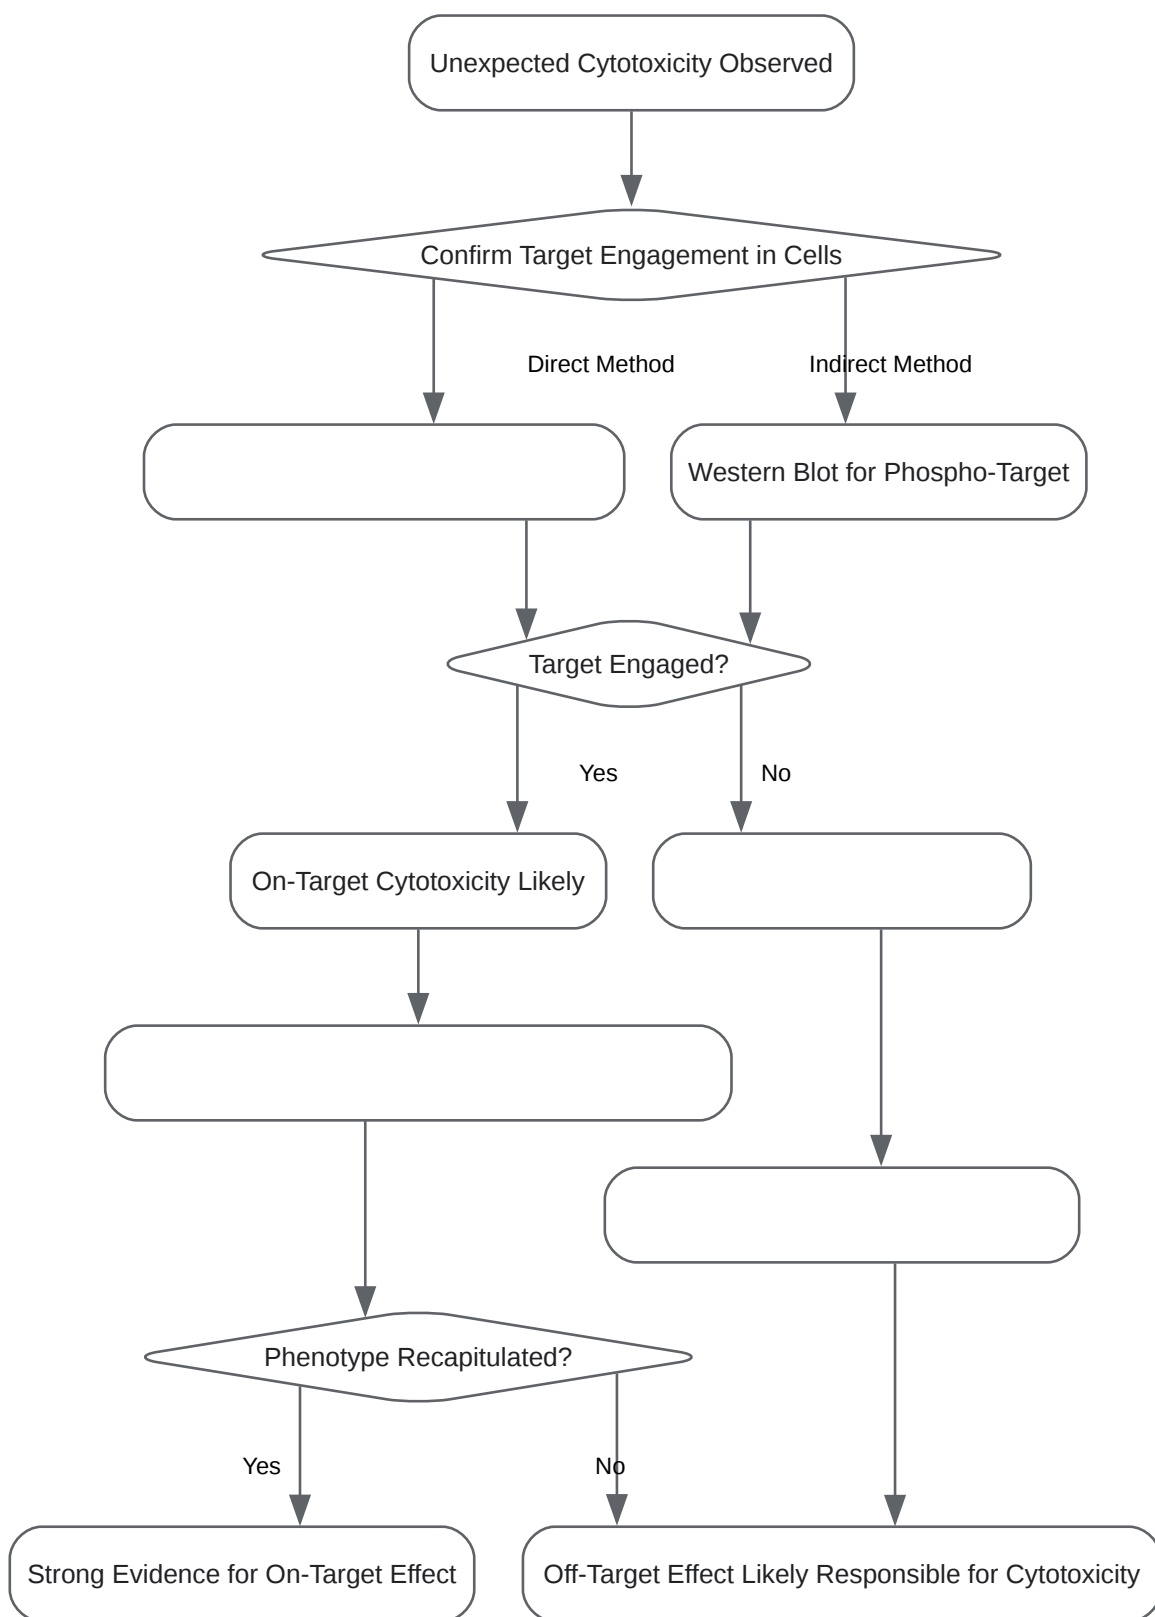 Unexpected Cytotoxicity Observed
Confirm Target Engagement in Cells
Direct Method
Indirect Method
Western Blot for Phospho-Target
Target Engaged?
Yes
No
On-Target Cytotoxicity Likely
Phenotype Recapitulated?
Yes
No
Strong Evidence for On-Target Effect
Off-Target Effect Likely Responsible for Cytotoxicity